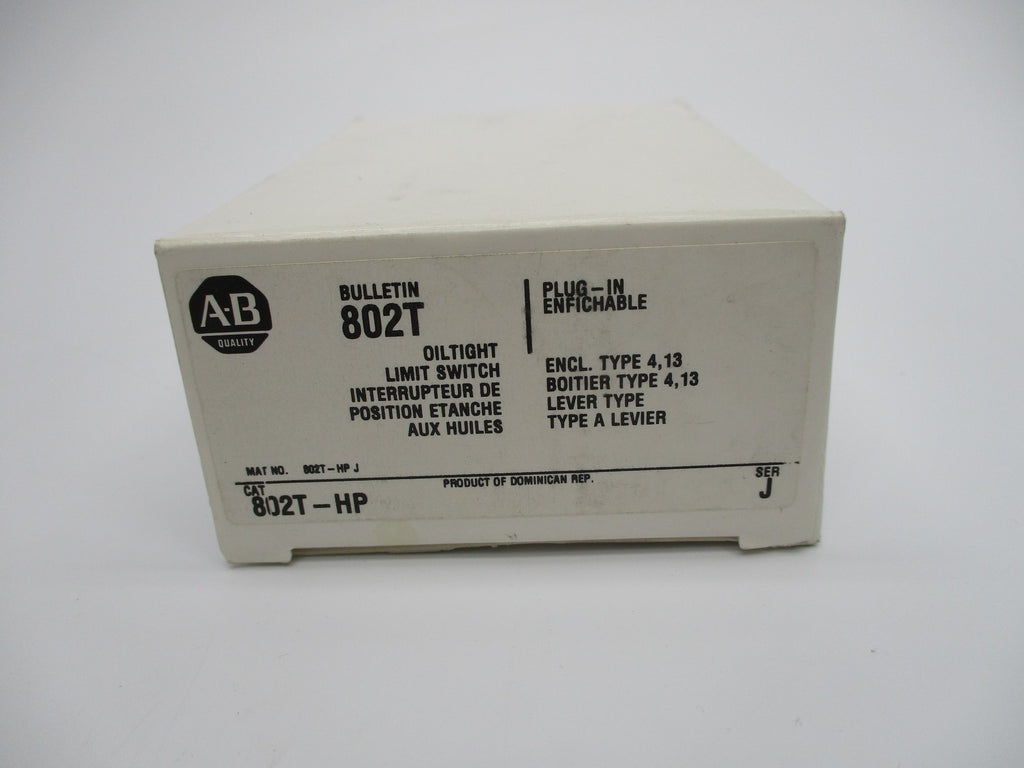 A·B
QUALITY
BULLETIN
802T
OILTIGHT
LIMIT SWITCH
INTERRUPTEUR DE
POSITION ETANCHE
AUX HUILES
PLUG-IN
ENFICHABLE
ENCL. TYPE 4,13
BOITIER TYPE 4,13
LEVER TYPE
TYPE A LEVIER
MAT NO. 802T-HP J
CAT
802T-HP
PRODUCT OF DOMINICAN REP.
SER
J